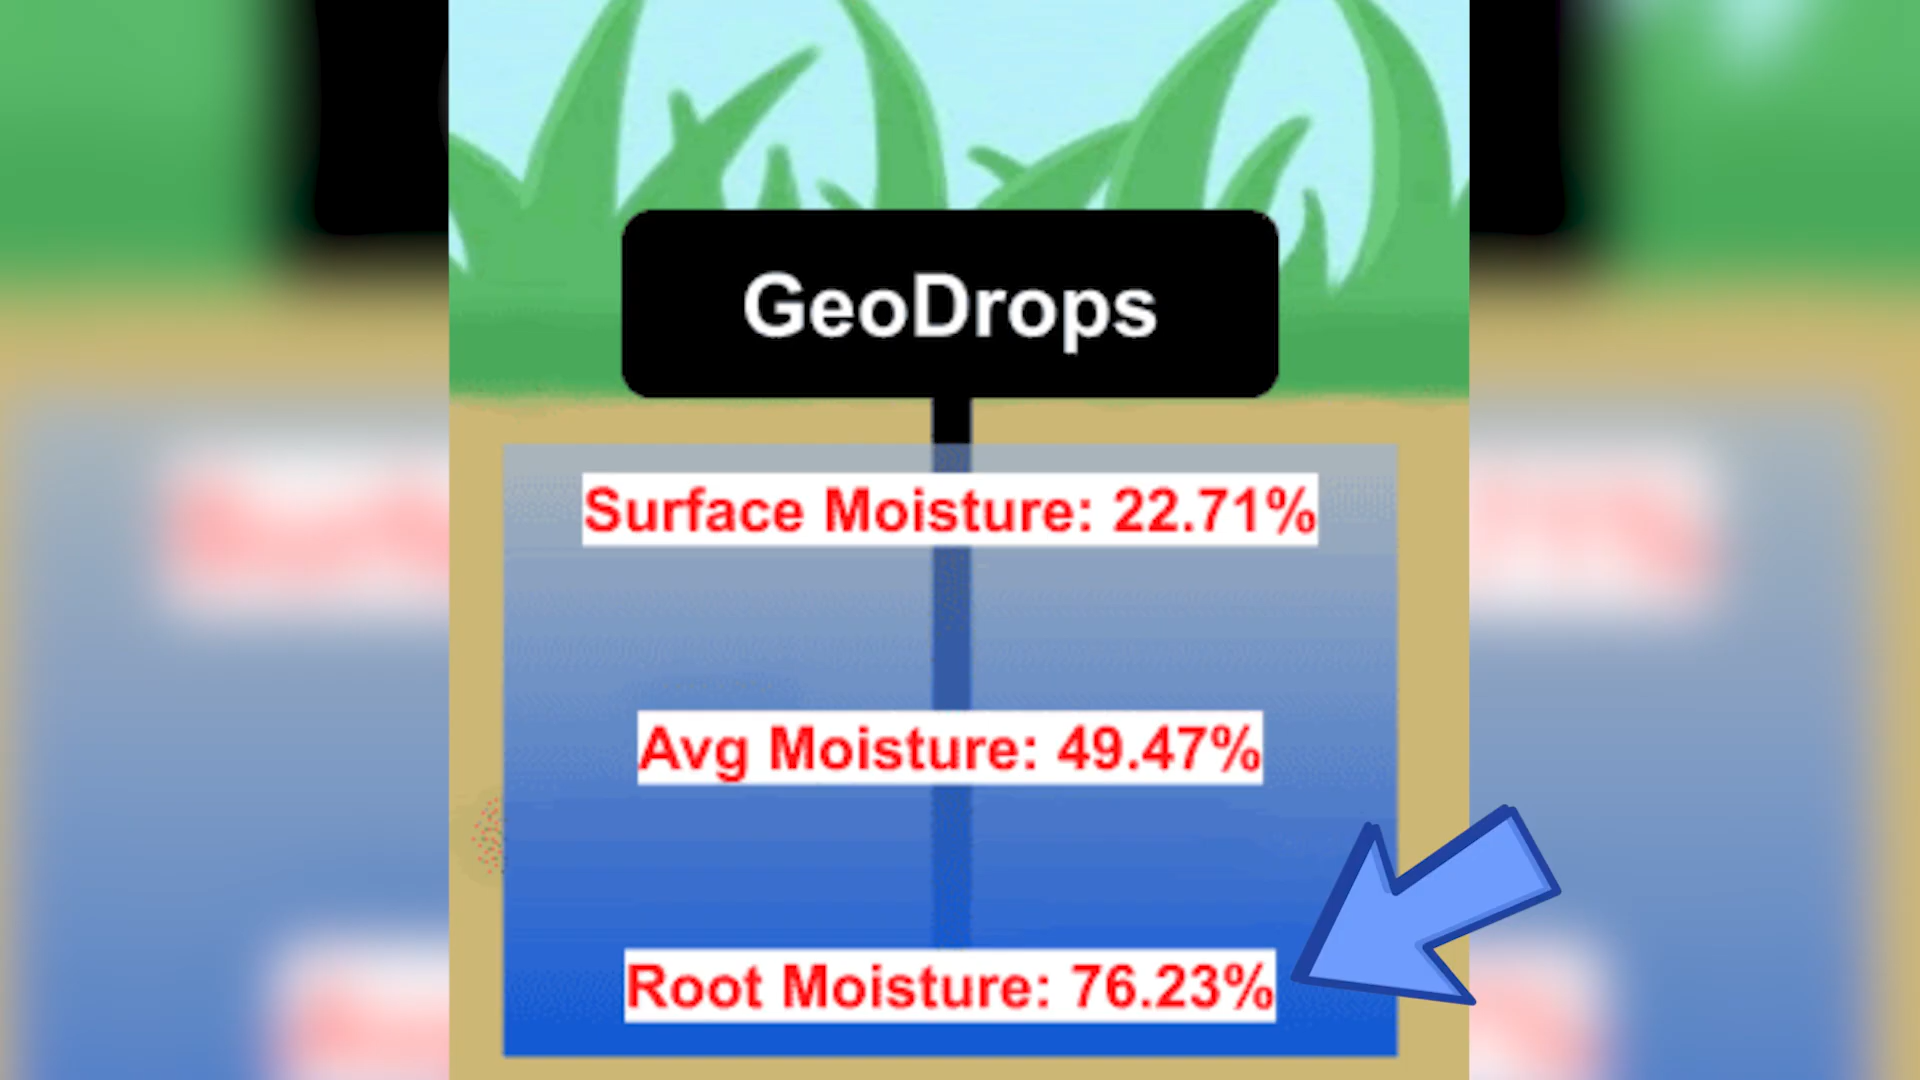 GeoDrops
Surface Moisture: 22.71%
Avg Moisture: 49.47%
Root Moisture: 76.23%